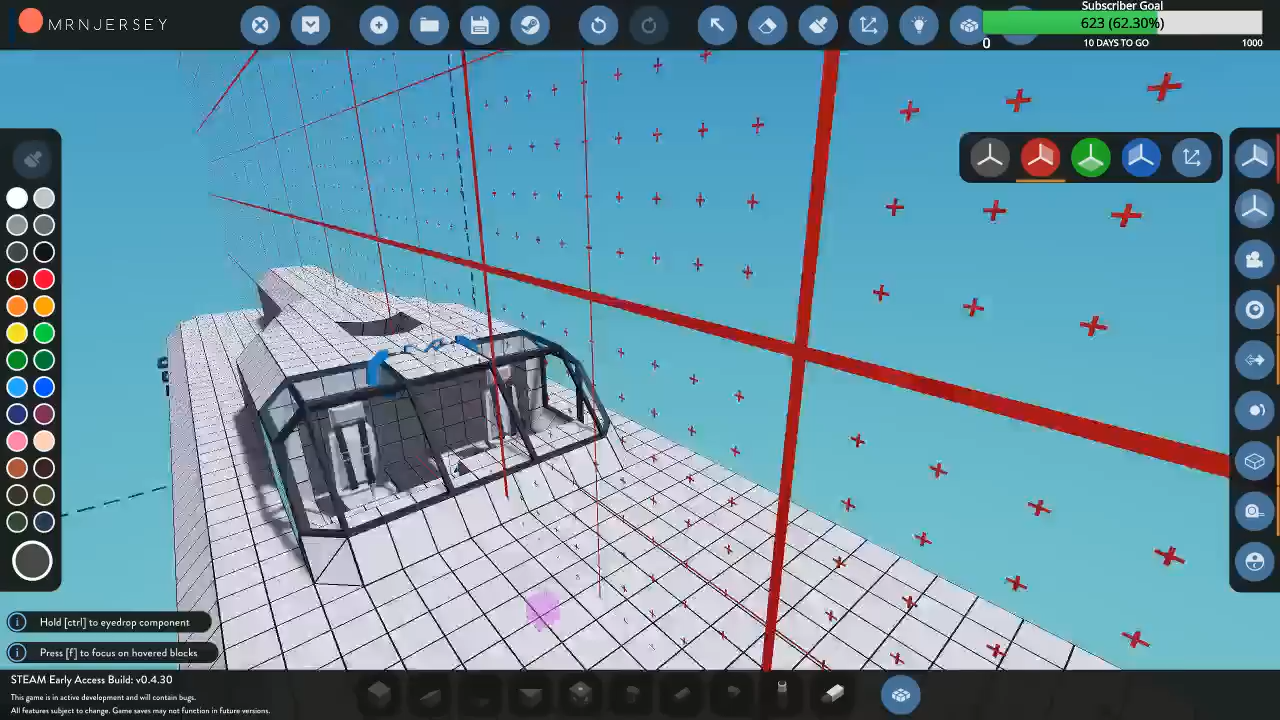 MRNJERSEY
Subscriber Goal
623 (62.30%)
0
10 DAYS TO GO
1000
Hold [ctrl] to eyedrop component
Press [f] to focus on hovered blocks
STEAM Early Access Build: v0.4.30
This game is in active development and will contain bugs.
All features subject to change. Game saves may not function in future versions.